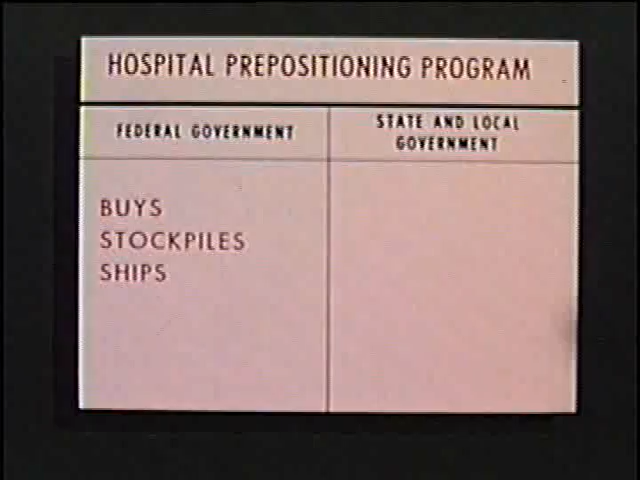 HOSPITAL PREPOSITIONING PROGRAM
FEDERAL GOVERNMENT
STATE AND LOCAL
GOVERNMENT
BUYS
STOCKPILES
SHIPS